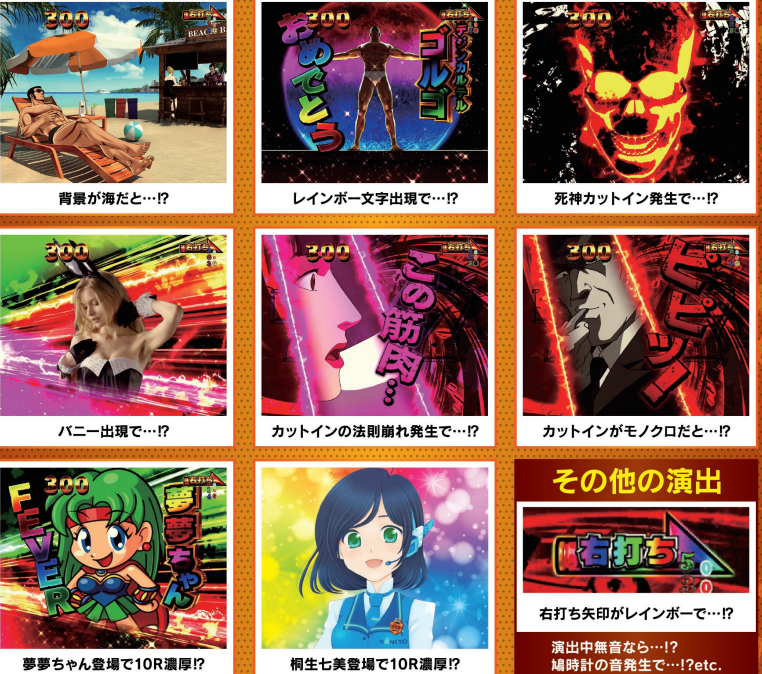 300
右打ち
BEACH B
背景が海だと…!?
300
右打ち
おめでとう
デジタルカーニバル
ゴルゴ
レインボー文字出現で…!?
300
右打ち
死神カットイン発生で…!?
300
右打ち
バニー出現で…!?
300
右打ち
この筋肉…
カットインの法則崩れ発生で…!?
300
右打ち
ピピッ!
カットインがモノクロだと…!?
300
右打ち
FEVER
夢夢ちゃん
夢夢ちゃん登場で10R濃厚!?
SANKYO
桐生七美登場で10R濃厚!?
その他の演出
右打ち
右打ち矢印がレインボーで…!?
演出中無音なら…!?
鳩時計の音発生で…!?etc.